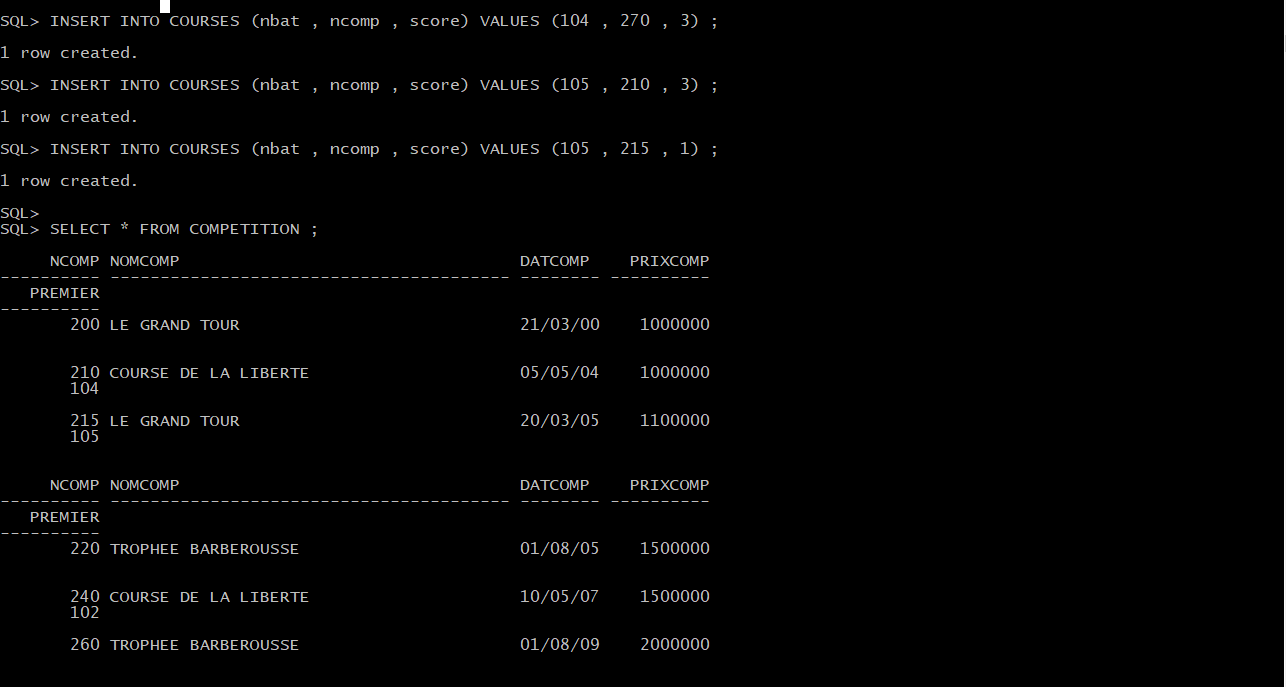 SQL> INSERT INTO COURSES (nbat , ncomp , score) VALUES (104 , 270 , 3) ;
1 row created.
SQL> INSERT INTO COURSES (nbat , ncomp , score) VALUES (105 , 210 , 3) ;
1 row created.
SQL> INSERT INTO COURSES (nbat , ncomp , score) VALUES (105 , 215 , 1) ;
1 row created.
SQL>
SQL> SELECT * FROM COMPETITION ;
     NCOMP NOMCOMP                                  DATCOMP    PRIXCOMP
---------- ---------------------------------------- -------- ----------
   PREMIER
----------
       200 LE GRAND TOUR                            21/03/00    1000000
       210 COURSE DE LA LIBERTE                     05/05/04    1000000
       104
       215 LE GRAND TOUR                            20/03/05    1100000
       105
     NCOMP NOMCOMP                                  DATCOMP    PRIXCOMP
---------- ---------------------------------------- -------- ----------
   PREMIER
----------
       220 TROPHEE BARBEROUSSE                      01/08/05    1500000
       240 COURSE DE LA LIBERTE                     10/05/07    1500000
       102
       260 TROPHEE BARBEROUSSE                      01/08/09    2000000